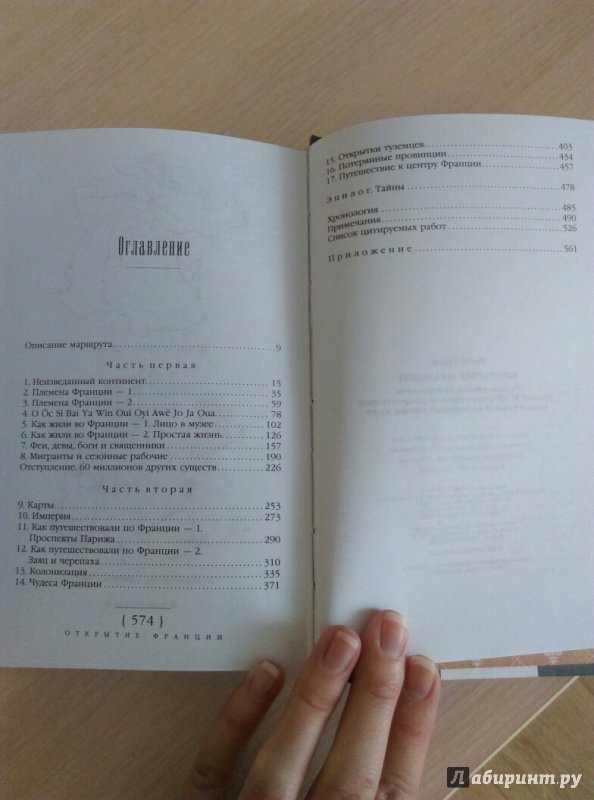 Оглавление
Описание маршрута 9
Часть первая
1. Неизведанный континент 15
2. Племена Франции — 1 35
3. Племена Франции — 2 59
4. О Óc Sí Bai Ya Win Oui Oyi Awè Jo Ja Oua 78
5. Как жили во Франции — 1. Лицо в музее 102
6. Как жили во Франции — 2. Простая жизнь 126
7. Феи, девы, боги и священники 157
8. Мигранты и сезонные рабочие 190
Отступление. 60 миллионов других существ 226
Часть вторая
9. Карты 253
10. Империя 273
11. Как путешествовали по Франции — 1.
Проспекты Парижа 290
12. Как путешествовали по Франции — 2.
Заяц и черепаха 310
13. Колонизация 335
14. Чудеса Франции 371
{ 574 }
ОТКРЫТИЕ ФРАНЦИИ
15. Открытки туземцев 403
16. Потерянные провинции 434
17. Путешествие к центру Франции 457
Эпилог. Тайны 478
Хронология 485
Примечания 490
Список цитируемых работ 526
Приложение 561
Лабиринт.ру